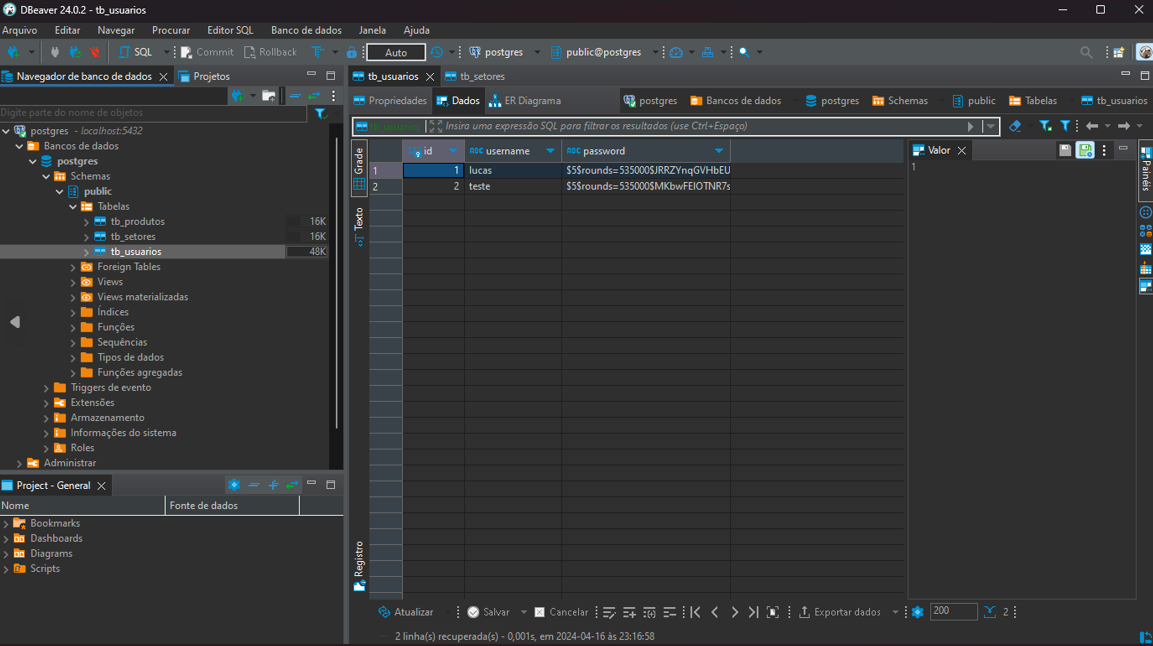 DBeaver 24.0.2 - tb_usuarios
Arquivo Editar Navegar Procurar Editor SQL Banco de dados Janela Ajuda
SQL Commit Rollback Auto postgres public@postgres
Navegador de banco de dados Projetos
Digite parte do nome do objetos
postgres - localhost:5432
Bancos de dados
postgres
Schemas
public
Tabelas
tb_produtos 16K
tb_setores 16K
tb_usuarios 48K
Foreign Tables
Views
Views materializadas
Índices
Funções
Sequências
Tipos de dados
Funções agregadas
Triggers de evento
Extensões
Armazenamento
Informações do sistema
Roles
Administrar
Project - General
Nome Fonte de dados
Bookmarks
Dashboards
Diagrams
Scripts
tb_usuarios tb_setores
Propriedades Dados ER Diagrama postgres Bancos de dados postgres Schemas public Tabelas tb_usuarios
tb_usuarios Insira uma expressão SQL para filtrar os resultados (use Ctrl+Espaço)
Grade
Texto
Registro
id username password
1 1 lucas $5$rounds=535000$JRRZYnqGVHbEU
2 2 teste $5$rounds=535000$MKbwFEIOTNR7s
Valor
1
Painéis
Atualizar Salvar Cancelar Exportar dados 200 2
2 linha(s) recuperada(s) - 0,001s, em 2024-04-16 às 23:16:58